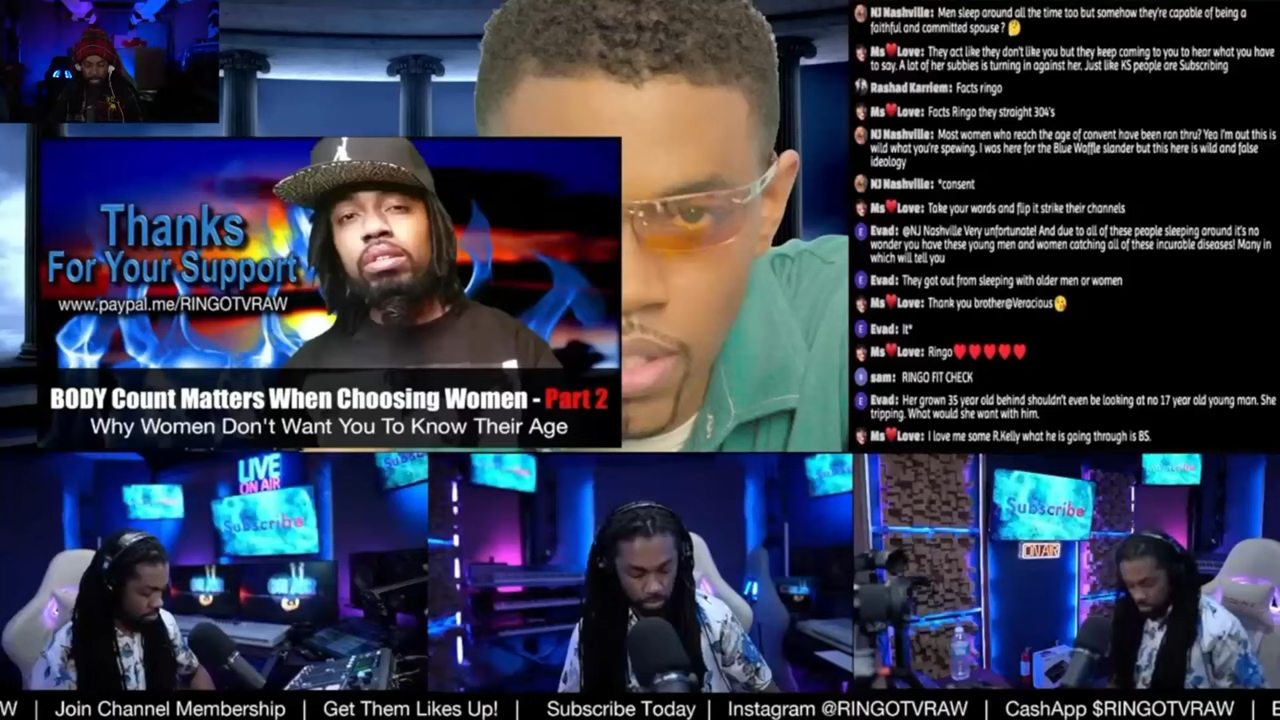 Thanks
For Your Support
www.paypal.me/RINGOTVRAW
BODY Count Matters When Choosing Women - Part 2
Why Women Don't Want You To Know Their Age
NJ Nashville: Men sleep around all the time too but somehow they're capable of being a
faithful and committed spouse? 🤔
Ms❤️Love: They act like they don't like you but they keep coming to you to hear what you have
to say. A lot of her subbies is turning in against her. Just like KS people are Subscribing
Rashad Karriem: Facts ringo
Ms❤️Love: Facts Ringo they straight 304's
NJ Nashville: Most women who reach the age of convent have been ran thru? Yea I'm out this is
wild what you're spewing. I was here for the Blue Waffle slander but this here is wild and false
ideology
NJ Nashville: *consent
Ms❤️Love: Take your words and flip it strike their channels
E Evad: @NJ Nashville Very unfortunate! And due to all of these people sleeping around it's no
wonder you have these young men and women catching all of these incurable diseases! Many in
which will tell you
E Evad: They got out from sleeping with older men or women
Ms❤️Love: Thank you brother@Veracious😘
E Evad: It*
Ms❤️Love: Ringo❤️❤️❤️❤️❤️
sam: RINGO FIT CHECK
E Evad: Her grown 35 year old behind shouldn't even be looking at no 17 year old young man. She
tripping. What would she want with him.
Ms❤️Love: I love me some R.Kelly what he is going through is BS.
LIVE
ON AIR
Subscribe
Subscribe
ON AIR
W | Join Channel Membership | Get Them Likes Up! | Subscribe Today | Instagram @RINGOTVRAW | CashApp $RINGOTVRAW | E